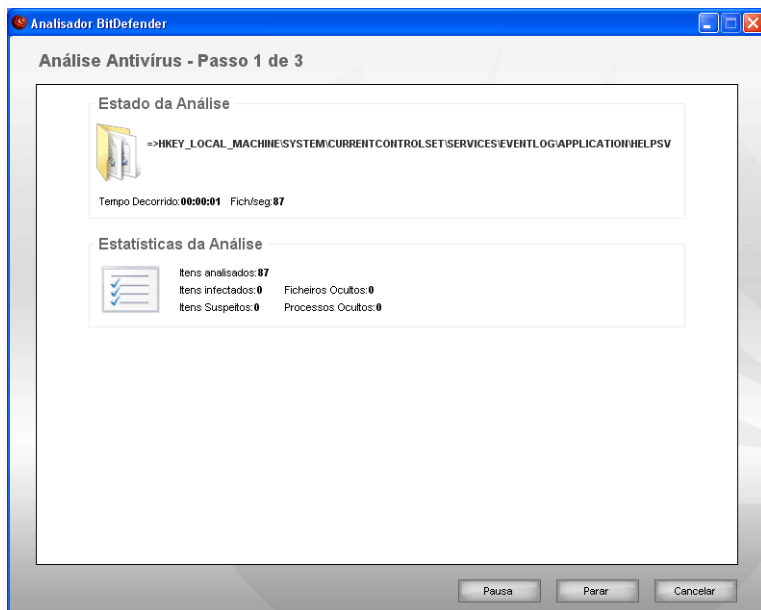 Analisador BitDefender
Análise Antivírus - Passo 1 de 3
Estado da Análise
=>HKEY_LOCAL_MACHINE\SYSTEM\CURRENTCONTROLSET\SERVICES\EVENTLOG\APPLICATION\HELPSV
Tempo Decorrido:00:00:01 Fich/seg:87
Estatísticas da Análise
Itens analisados:87
Itens infectados:0 Ficheiros Ocultos:0
Itens Suspeitos:0 Processos Ocultos:0
Pausa Parar Cancelar